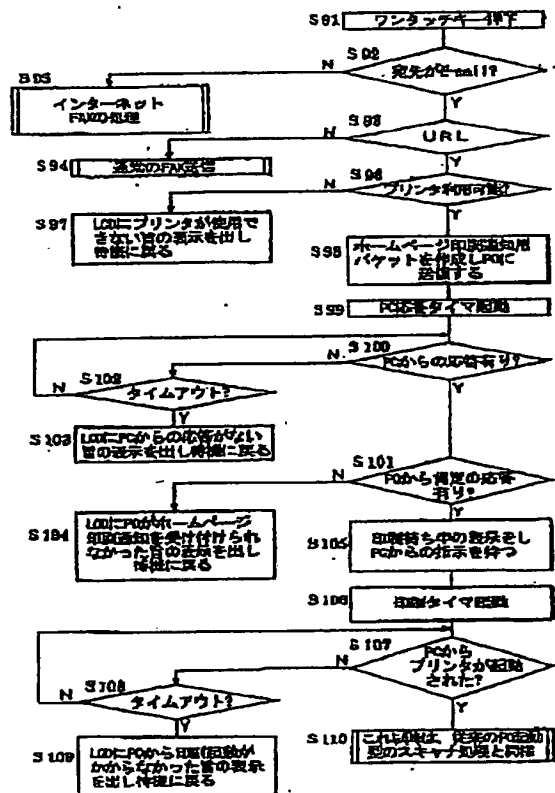 S91
ワンタッチキー押下
S92
宛先がE-mail?
N
Y
S93
インターネット
FAXの処理
S93
URL
N
Y
S94
通常のFAX送信
S96
プリンタ利用可能?
N
Y
S97
LCDにプリンタが使用で
きない旨の表示を出し
待機に戻る
S98
ホームページ印刷通知用
パケットを作成しPCに
送信する
S99
PC応答タイマ起動
S100
PCからの応答有り?
N
Y
S102
タイムアウト?
N
Y
S103
LCDにPCからの応答がない
旨の表示を出し待機に戻る
S101
PCから肯定の応答
有り?
N
Y
S104
LCDにPCがホームページ
印刷通知を受け付けられ
なかった旨の表示を出し
待機に戻る
S105
印刷待ち中の表示をし
PCからの指示を待つ
S106
印刷タイマ起動
S107
PCから
プリンタが起動
された?
N
Y
S108
タイムアウト?
N
Y
S109
LCDにPCから印刷起動が
かからなかった旨の表示
を出し待機に戻る
S110
これ以降は、従来のPC起動
型のスキャナ処理と同様